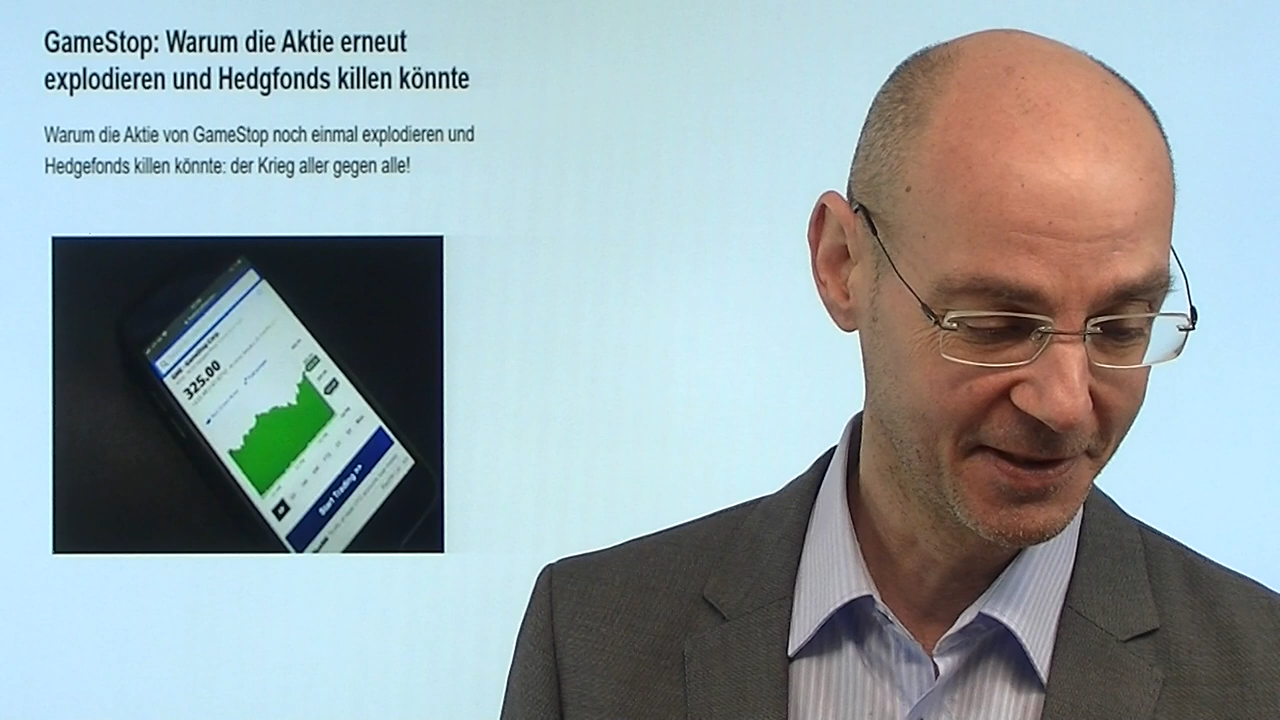 GameStop: Warum die Aktie erneut
explodieren und Hedgfonds killen könnte
Warum die Aktie von GameStop noch einmal explodieren und
Hedgefonds killen könnte: der Krieg aller gegen alle!
325.00
Start Trading >>